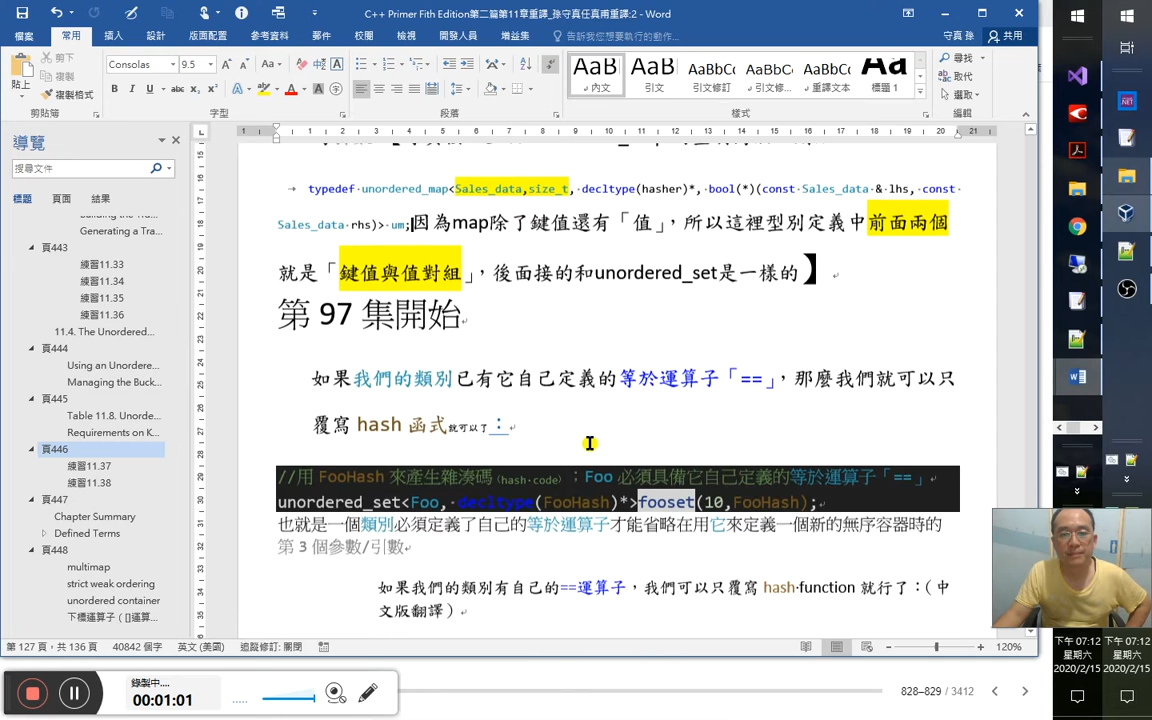 C++ Primer Fifth Edition第二篇第11章重譯_孫守真任真甫重譯:2 - Word
檔案 常用 插入 設計 版面配置 參考資料 郵件 校閱 檢視 開發人員 增益集 告訴我您想要執行的動作... 守真 孫 共用
貼上
剪下
複製
複製格式
Consolas 9.5
尋找
取代
選取
AaB 內文
AaB 引文
AaBbCc 引文修訂
AaBbC 引文修...
AaBbCc 重譯文本
Aa 標題 1
剪貼簿 字型 段落 樣式 編輯
導覽
搜尋文件
標題 頁面 結果
Generating a Tra...
頁443
練習11.33
練習11.34
練習11.35
練習11.36
11.4. The Unordered...
頁444
Using an Unordere...
Managing the Buck...
頁445
Table 11.8. Unorde...
Requirements on K...
頁446
練習11.37
練習11.38
頁447
Chapter Summary
Defined Terms
頁448
multimap
strict weak ordering
unordered container
typedef unordered_map<Sales_data,size_t, decltype(hasher)*, bool(*)(const Sales_data & lhs, const
Sales_data rhs)> um;因為map除了鍵值還有「值」，所以這裡型別定義中前面兩個
就是「鍵值與值對組」，後面接的和unordered_set是一樣的】
第 97 集開始
如果我們的類別已有它自己定義的等於運算子「==」，那麼我們就可以只
覆寫 hash 函式就可以了：
//用 FooHash 來產生雜湊碼（hash code）；Foo 必須具備它自己定義的等於運算子「==」
unordered_set<Foo, decltype(FooHash)*>fooset(10,FooHash);
也就是一個類別必須定義了自己的等於運算子才能省略在用它來定義一個新的無序容器時的
第 3 個參數/引數
如果我們的類別有自己的==運算子，我們可以只覆寫 hash function 就行了：（中
文版翻譯）
第 127 頁，共 136 頁 40842 個字 英文 (美國) 追蹤修訂: 關閉 120%
錄製中...
00:01:01
828–829 / 3412
下午 07:12 下午 07:12
星期六 星期六
2020/2/15 2020/2/15